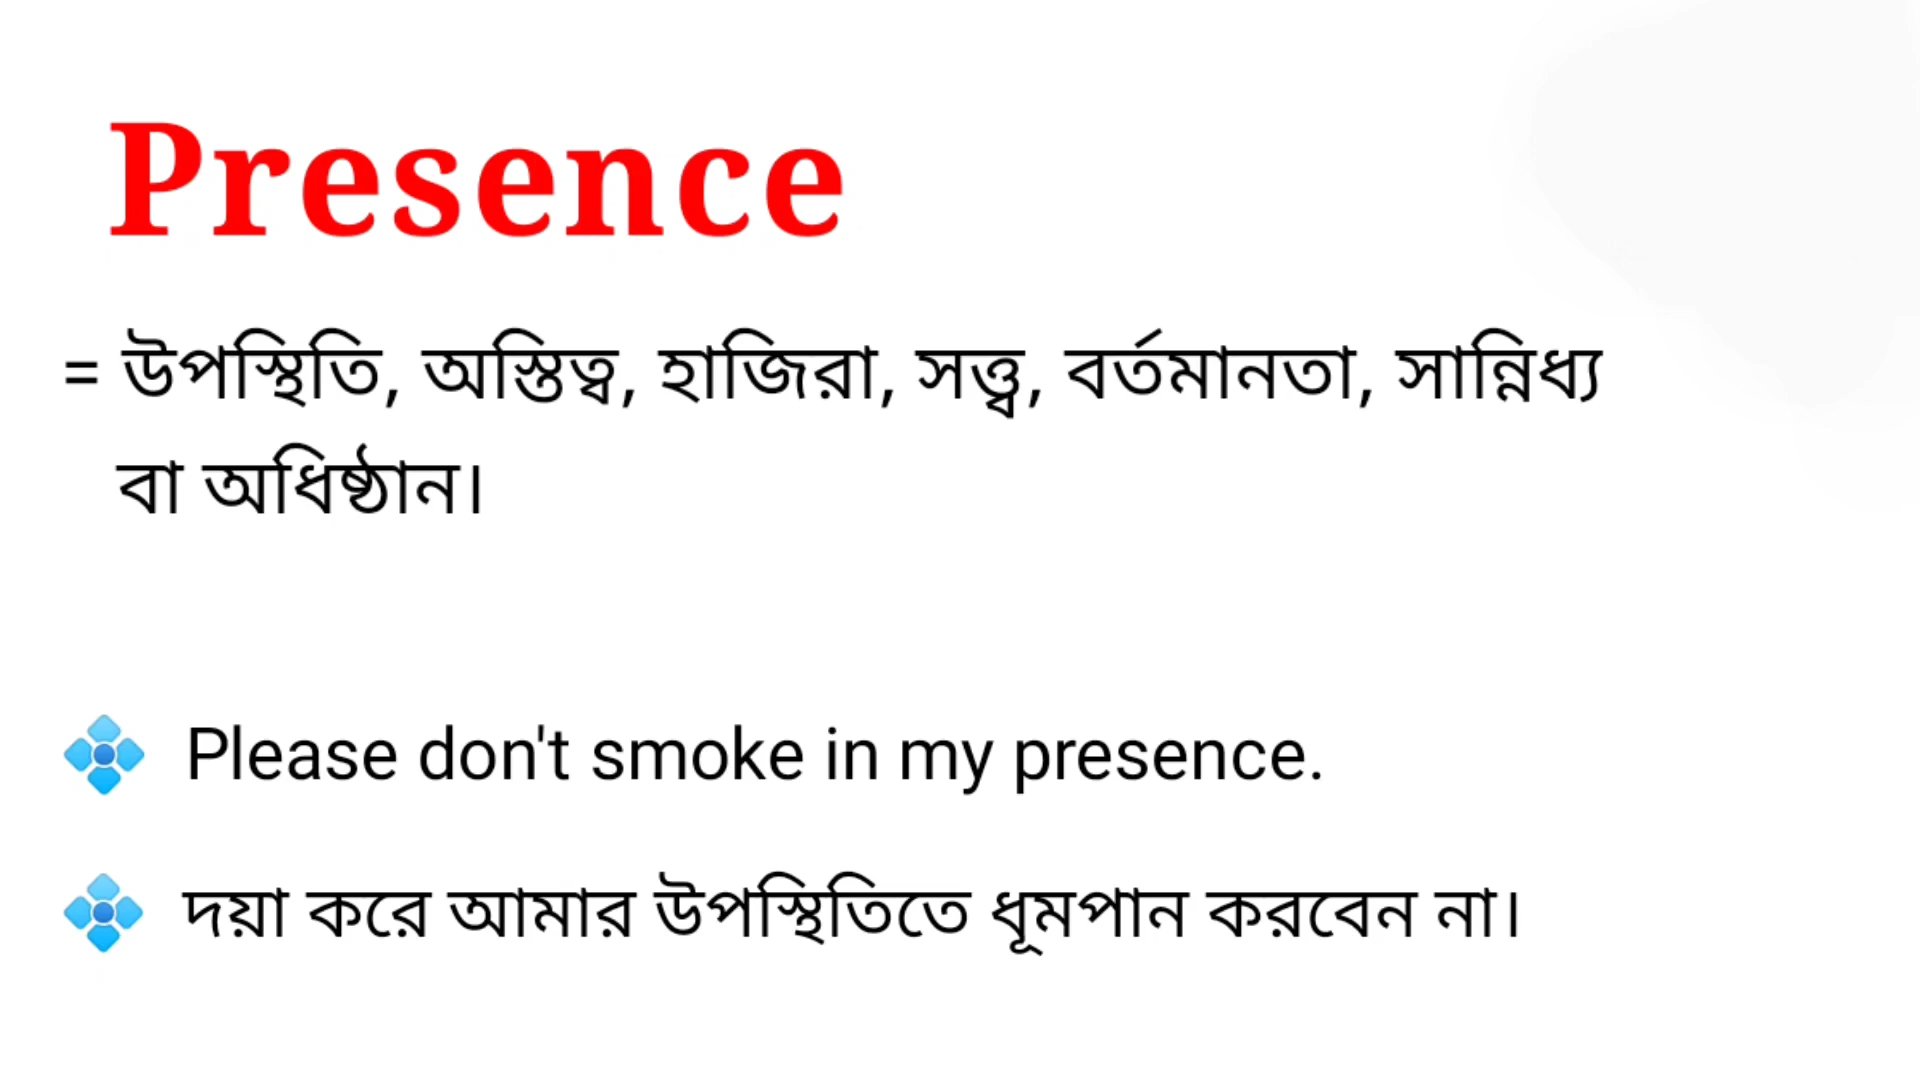 Presence
= উপস্থিতি, অস্তিত্ব, হাজিরা, সত্ত্ব, বর্তমানতা, সান্নিধ্য
বা অধিষ্ঠান।
Please don't smoke in my presence.
দয়া করে আমার উপস্থিতিতে ধূমপান করবেন না।